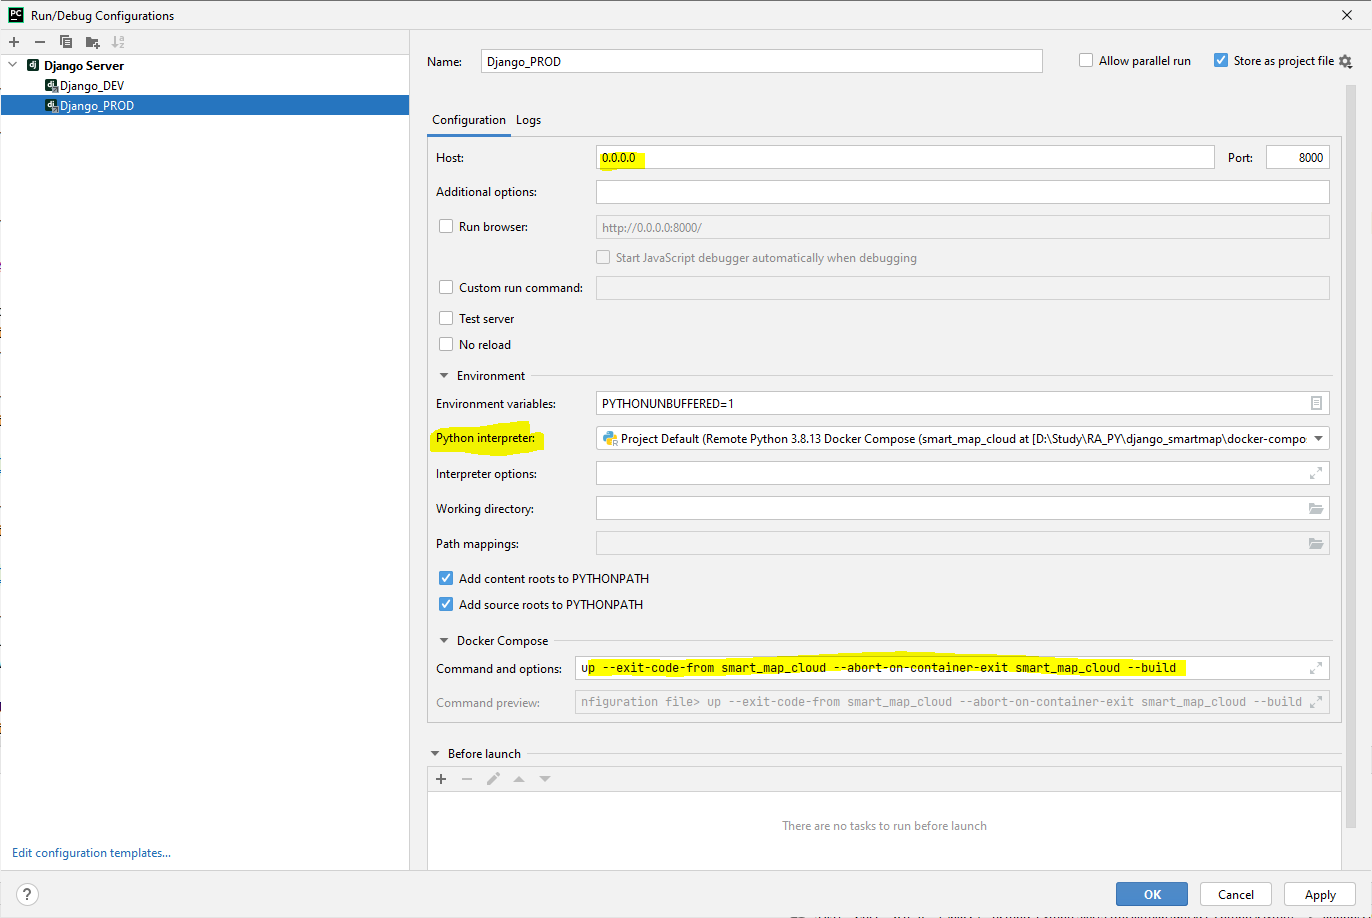 PC Run/Debug Configurations
Django Server
Django_DEV
Django_PROD
Edit configuration templates...
Name: Django_PROD Allow parallel run Store as project file
Configuration Logs
Host: 0.0.0.0 Port: 8000
Additional options:
Run browser: http://0.0.0.0:8000/
Start JavaScript debugger automatically when debugging
Custom run command:
Test server
No reload
Environment
Environment variables: PYTHONUNBUFFERED=1
Python interpreter: Project Default (Remote Python 3.8.13 Docker Compose (smart_map_cloud at [D:\Study\RA_PY\django_smartmap\docker-compo
Interpreter options:
Working directory:
Path mappings:
Add content roots to PYTHONPATH
Add source roots to PYTHONPATH
Docker Compose
Command and options: up --exit-code-from smart_map_cloud --abort-on-container-exit smart_map_cloud --build
Command preview: nfiguration file> up --exit-code-from smart_map_cloud --abort-on-container-exit smart_map_cloud --build
Before launch
There are no tasks to run before launch
? OK Cancel Apply